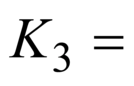 K₃ =